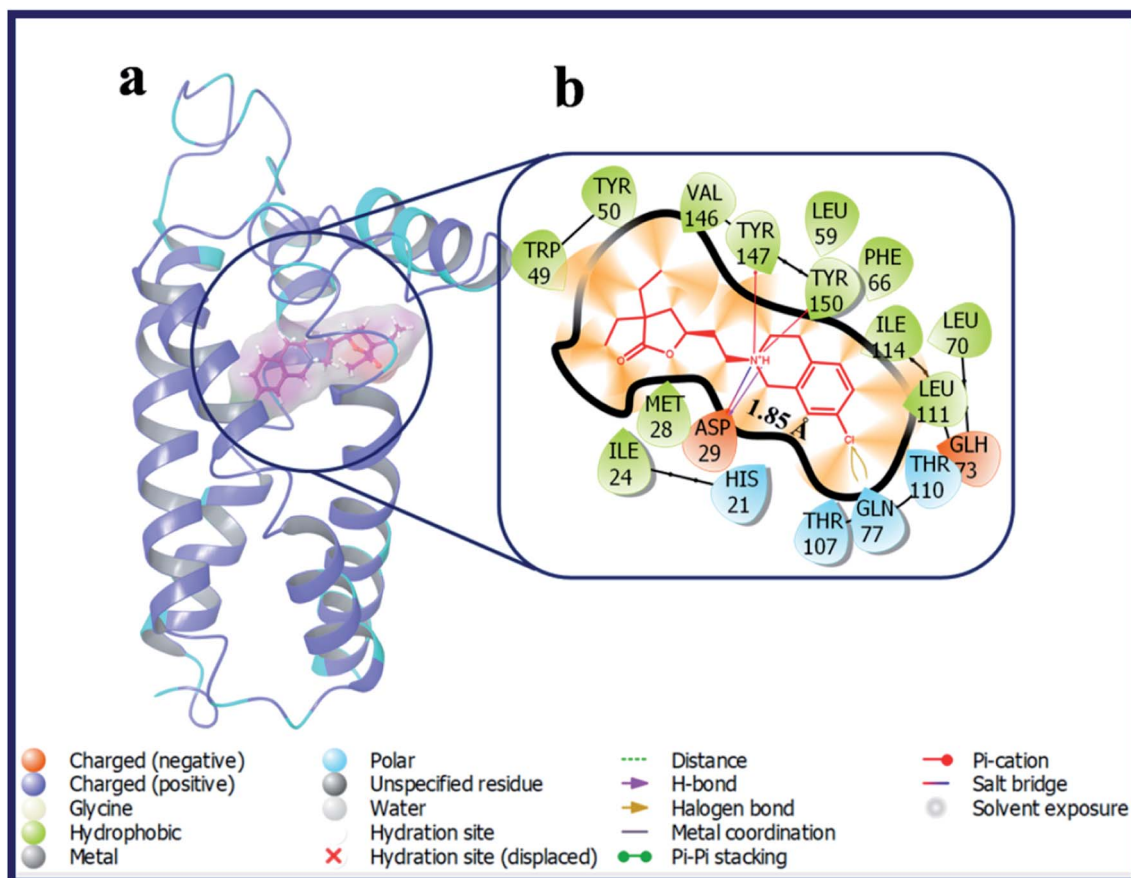 a
b
TYR
50
VAL
146
LEU
59
TRP
49
TYR
147
PHE
66
TYR
150
ILE
114
LEU
70
N⁺H
O
O
MET
28
ASP
29
1.85 Å
LEU
111
Cl
GLH
73
ILE
24
HIS
21
THR
110
THR
107
GLN
77
Charged (negative)
Charged (positive)
Glycine
Hydrophobic
Metal
Polar
Unspecified residue
Water
Hydration site
Hydration site (displaced)
Distance
H-bond
Halogen bond
Metal coordination
Pi-Pi stacking
Pi-cation
Salt bridge
Solvent exposure